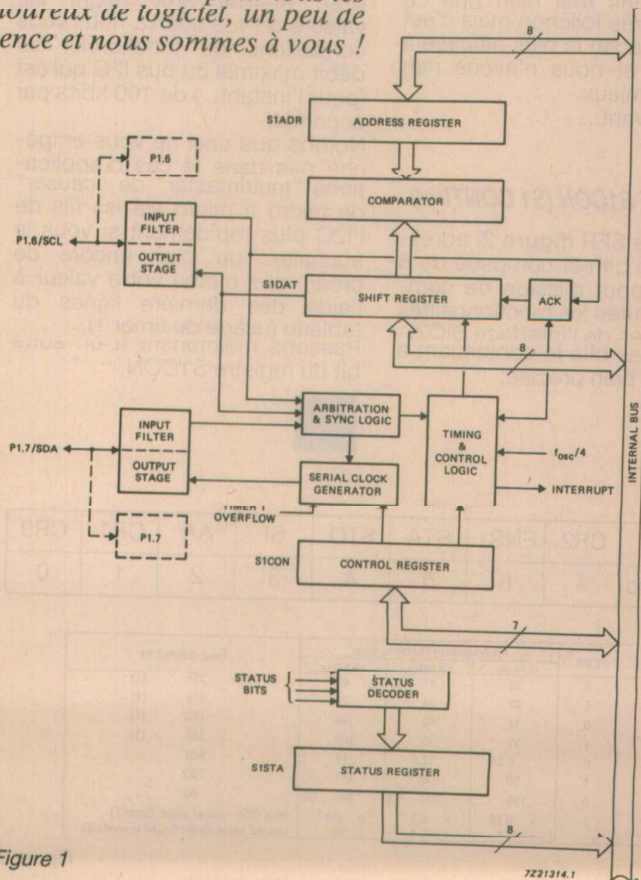 oureux de logiciel, un peu de
ence et nous sommes à vous !
8
S1ADR
ADDRESS REGISTER
P1.6
COMPARATOR
P1.6/SCL
INPUT
FILTER
OUTPUT
STAGE
S1DAT
SHIFT REGISTER
ACK
8
ARBITRATION
& SYNC LOGIC
TIMING
&
CONTROL
LOGIC
fosc/4
INTERRUPT
INTERNAL BUS
P1.7/SDA
INPUT
FILTER
OUTPUT
STAGE
SERIAL CLOCK
GENERATOR
TIMER 1
OVERFLOW
P1.7
S1CON
CONTROL REGISTER
7
STATUS
BITS
STATUS
DECODER
S1STA
STATUS REGISTER
8
Figure 1
7Z21314.1